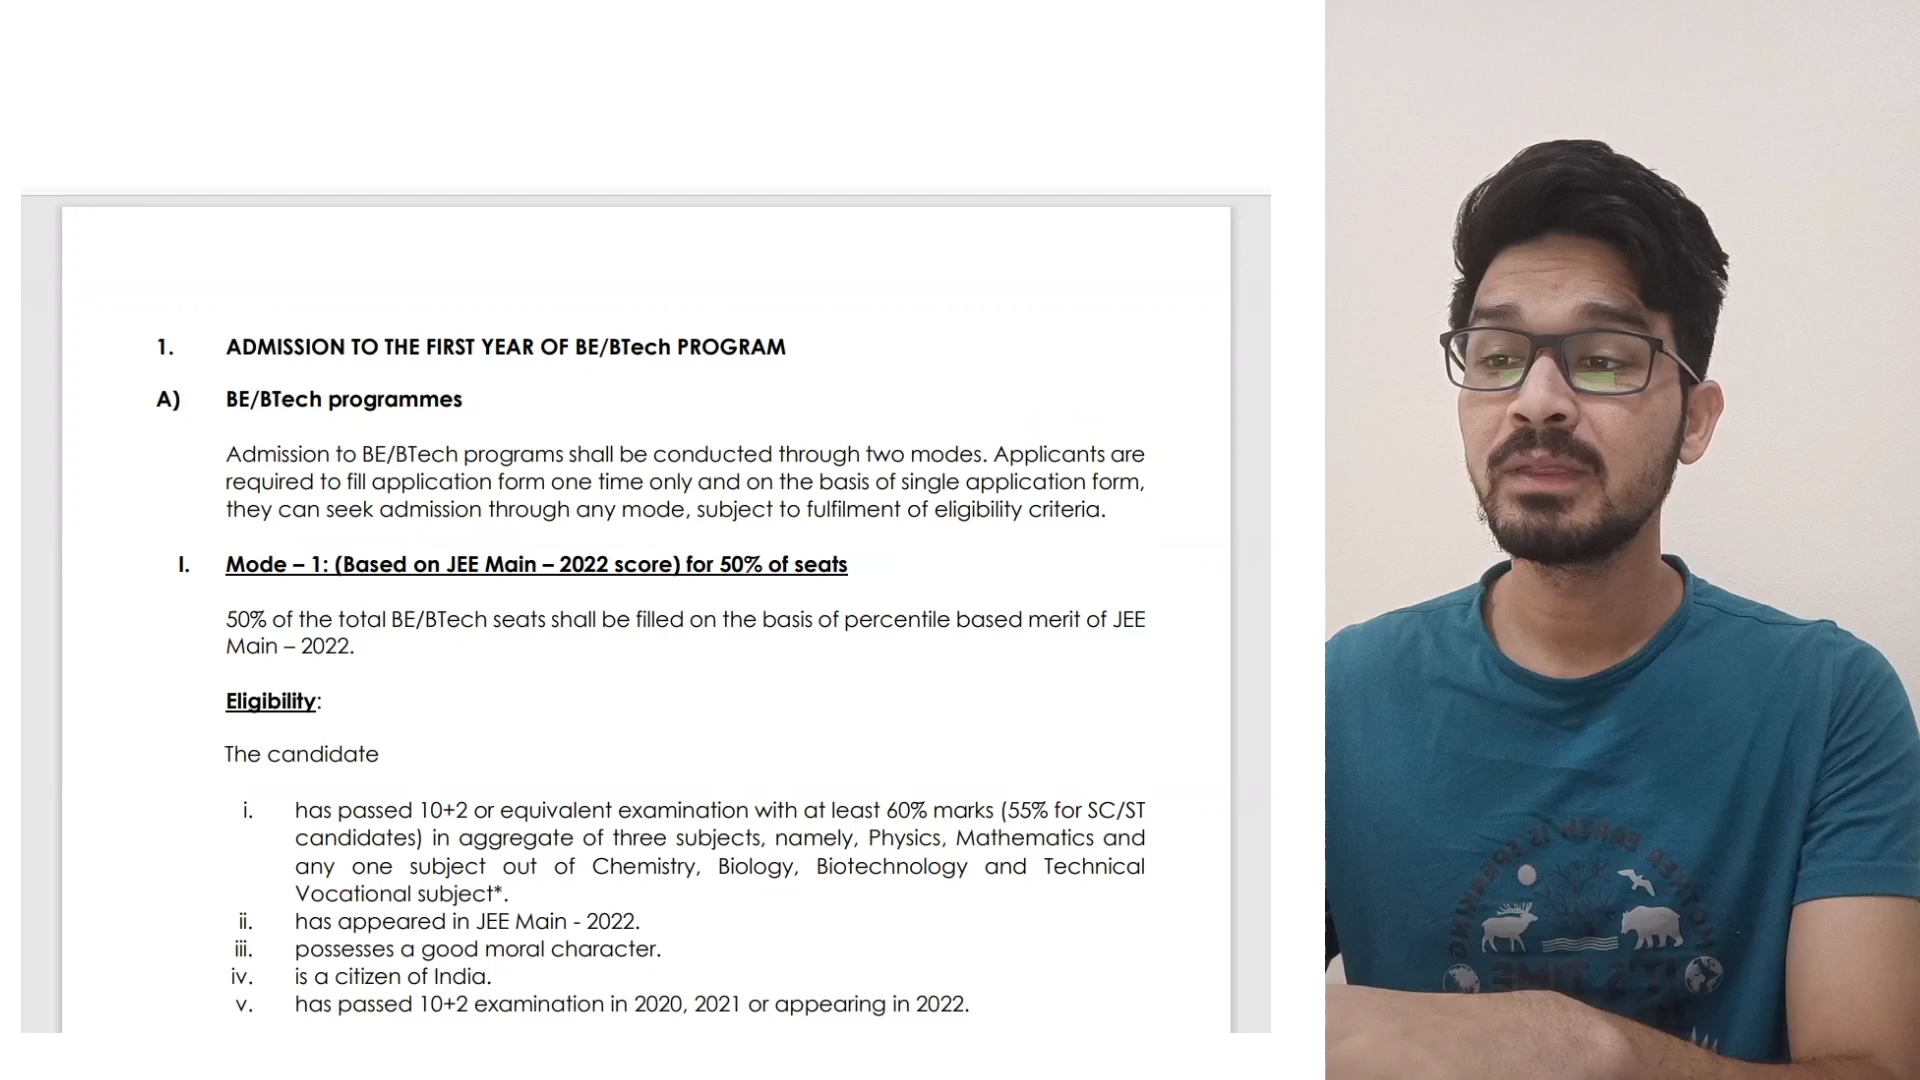 1. ADMISSION TO THE FIRST YEAR OF BE/BTech PROGRAM
A) BE/BTech programmes
Admission to BE/BTech programs shall be conducted through two modes. Applicants are
required to fill application form one time only and on the basis of single application form,
they can seek admission through any mode, subject to fulfilment of eligibility criteria.
I. Mode – 1: (Based on JEE Main – 2022 score) for 50% of seats
50% of the total BE/BTech seats shall be filled on the basis of percentile based merit of JEE
Main – 2022.
Eligibility:
The candidate
i. has passed 10+2 or equivalent examination with at least 60% marks (55% for SC/ST
candidates) in aggregate of three subjects, namely, Physics, Mathematics and
any one subject out of Chemistry, Biology, Biotechnology and Technical
Vocational subject*.
ii. has appeared in JEE Main - 2022.
iii. possesses a good moral character.
iv. is a citizen of India.
v. has passed 10+2 examination in 2020, 2021 or appearing in 2022.
MOTHER EARTH IS SPEAKING
IT'S TIME